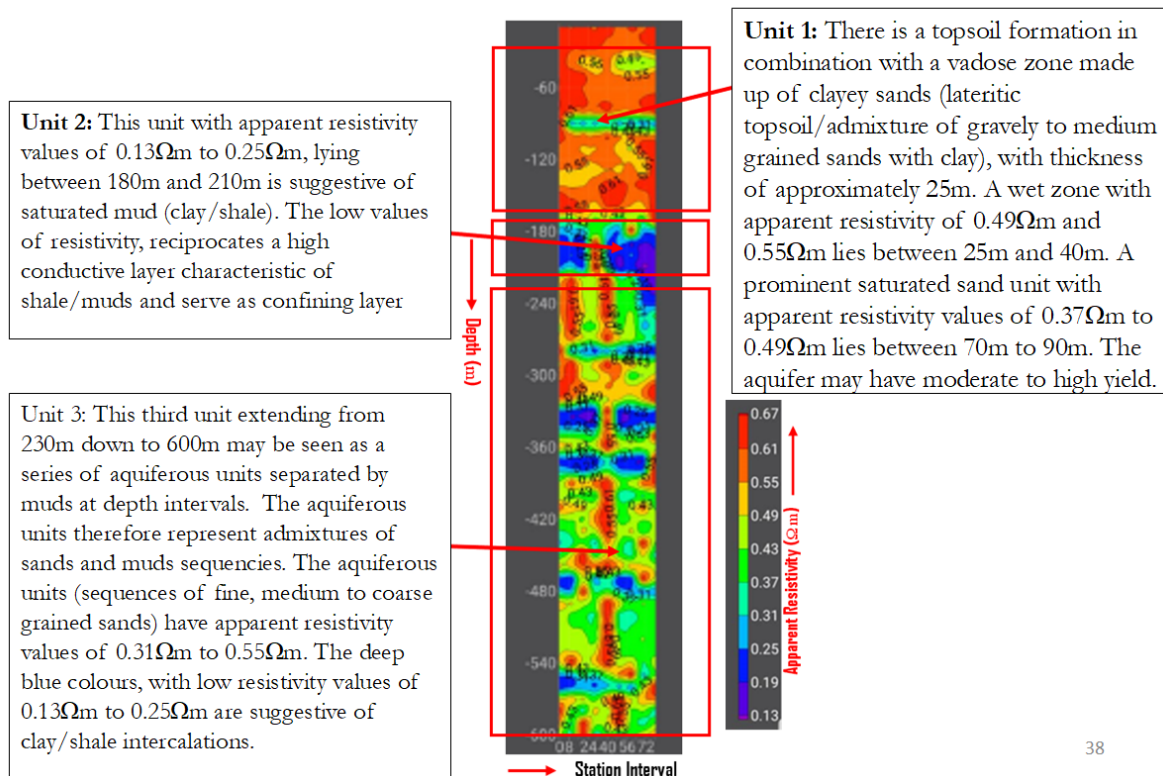 Unit 1: There is a topsoil formation in
combination with a vadose zone made
up of clayey sands (lateritic
topsoil/admixture of gravely to medium
grained sands with clay), with thickness
of approximately 25m. A wet zone with
apparent resistivity of 0.49Ωm and
0.55Ωm lies between 25m and 40m. A
prominent saturated sand unit with
apparent resistivity values of 0.37Ωm to
0.49Ωm lies between 70m to 90m. The
aquifer may have moderate to high yield.
Unit 2: This unit with apparent resistivity
values of 0.13Ωm to 0.25Ωm, lying
between 180m and 210m is suggestive of
saturated mud (clay/shale). The low values
of resistivity, reciprocates a high
conductive layer characteristic of
shale/muds and serve as confining layer
Unit 3: This third unit extending from
230m down to 600m may be seen as a
series of aquiferous units separated by
muds at depth intervals. The aquiferous
units therefore represent admixtures of
sands and muds sequencies. The aquiferous
units (sequences of fine, medium to coarse
grained sands) have apparent resistivity
values of 0.31Ωm to 0.55Ωm. The deep
blue colours, with low resistivity values of
0.13Ωm to 0.25Ωm are suggestive of
clay/shale intercalations.
-60
-120
-180
-240
-300
-360
-420
-480
-540
Depth (m)
08 24 40 56 72
Station Interval
0.67
0.61
0.55
0.49
0.43
0.37
0.31
0.25
0.19
0.13
Apparent Resistivity (Ωm)
38